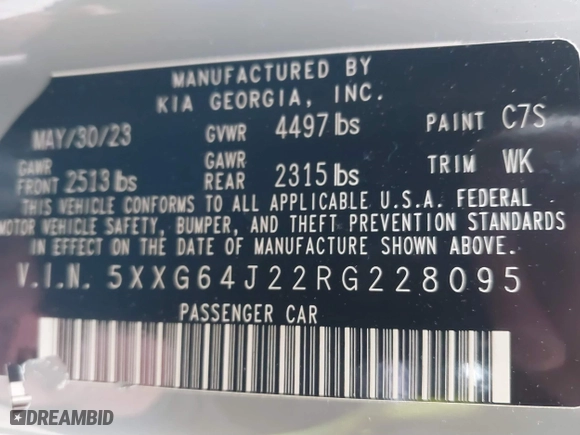 MANUFACTURED BY
KIA GEORGIA, INC.
MAY/30/23 GVWR 4497 lbs PAINT C7S
GAWR FRONT 2513 lbs GAWR REAR 2315 lbs TRIM WK
THIS VEHICLE CONFORMS TO ALL APPLICABLE U.S.A. FEDERAL
MOTOR VEHICLE SAFETY, BUMPER, AND THEFT PREVENTION STANDARDS
IN EFFECT ON THE DATE OF MANUFACTURE SHOWN ABOVE.
V.I.N. 5XXG64J22RG228095
PASSENGER CAR
DREAMBID